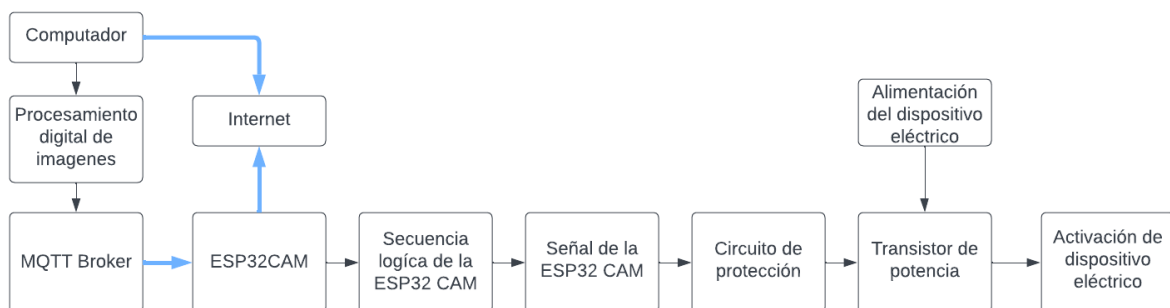 Computador
Procesamiento
digital de
imagenes
Internet
Alimentación
del dispositivo
eléctrico
MQTT Broker
ESP32CAM
Secuencia
logíca de la
ESP32 CAM
Señal de la
ESP32 CAM
Circuito de
protección
Transistor de
potencia
Activación de
dispositivo
eléctrico